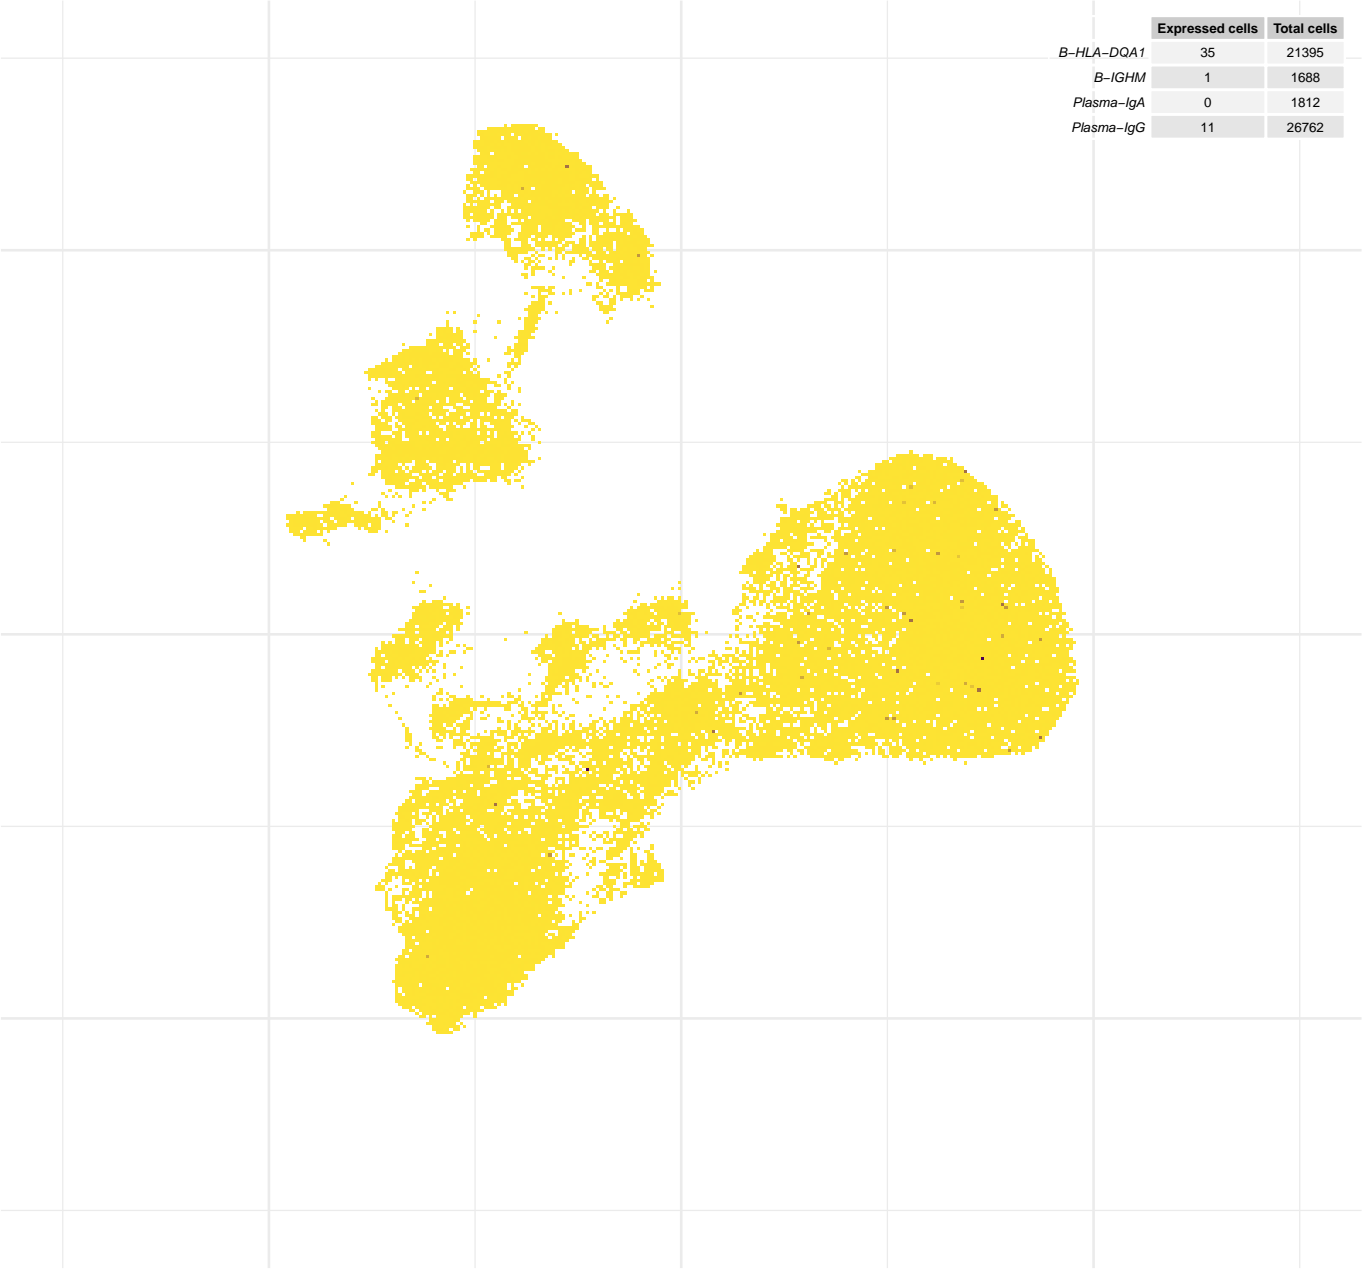 Expressed cells Total cells
B−HLA−DQA1 35 21395
B−IGHM 1 1688
Plasma−IgA 0 1812
Plasma−IgG 11 26762